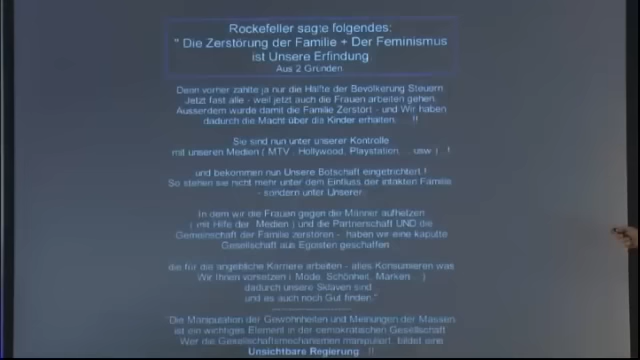 Rockefeller sagte folgendes:
" Die Zerstörung der Familie + Der Feminismus
ist Unsere Erfindung
Aus 2 Gründen
Denn vorher zahlte ja nur die Hälfte der Bevölkerung Steuern
Jetzt fast alle - weil jetzt auch die Frauen arbeiten gehen.
Ausserdem wurde damit die Familie Zerstört - und Wir haben
dadurch die Macht über die Kinder erhalten ... !!
Sie sind nun unter unserer Kontrolle
mit unseren Medien ( MTV , Hollywood, Playstation.... usw )...!
und bekommen nun Unsere Botschaft eingetrichtert !
So stehen sie nicht mehr unter dem Einfluss der intakten Familie
- sondern unter Unserer.
In dem wir die Frauen gegen die Männer aufhetzen
( mit Hilfe der Medien ) und die Partnerschaft UND die
Gemeinschaft der Familie zerstören - haben wir eine kaputte
Gesellschaft aus Egoisten geschaffen
die für die angebliche Karriere arbeiten - alles Konsumieren was
Wir Ihnen vorsetzen ( Mode, Schönheit, Marken ...)
dadurch unsere Sklaven sind
und es auch noch Gut finden."
"Die Manipulation der Gewohnheiten und Meinungen der Massen
ist ein wichtiges Element in der demokratischen Gesellschaft
Wer die Gesellschaftsmechanismen manipuliert, bildet eine
Unsichtbare Regierung ..!!